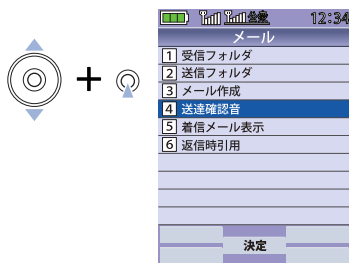 公衆 12:34
メール
1 受信フォルダ
2 送信フォルダ
3 メール作成
4 送達確認音
5 着信メール表示
6 返信時引用
決定